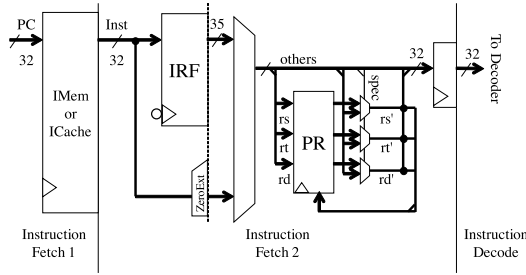 PC
32
IMem
or
ICache
Inst
32
IRF
35
ZeroExt
others
rs
rt
rd
PR
spec
rs'
rt'
rd'
32
32
To Decoder
Instruction
Fetch 1
Instruction
Fetch 2
Instruction
Decode